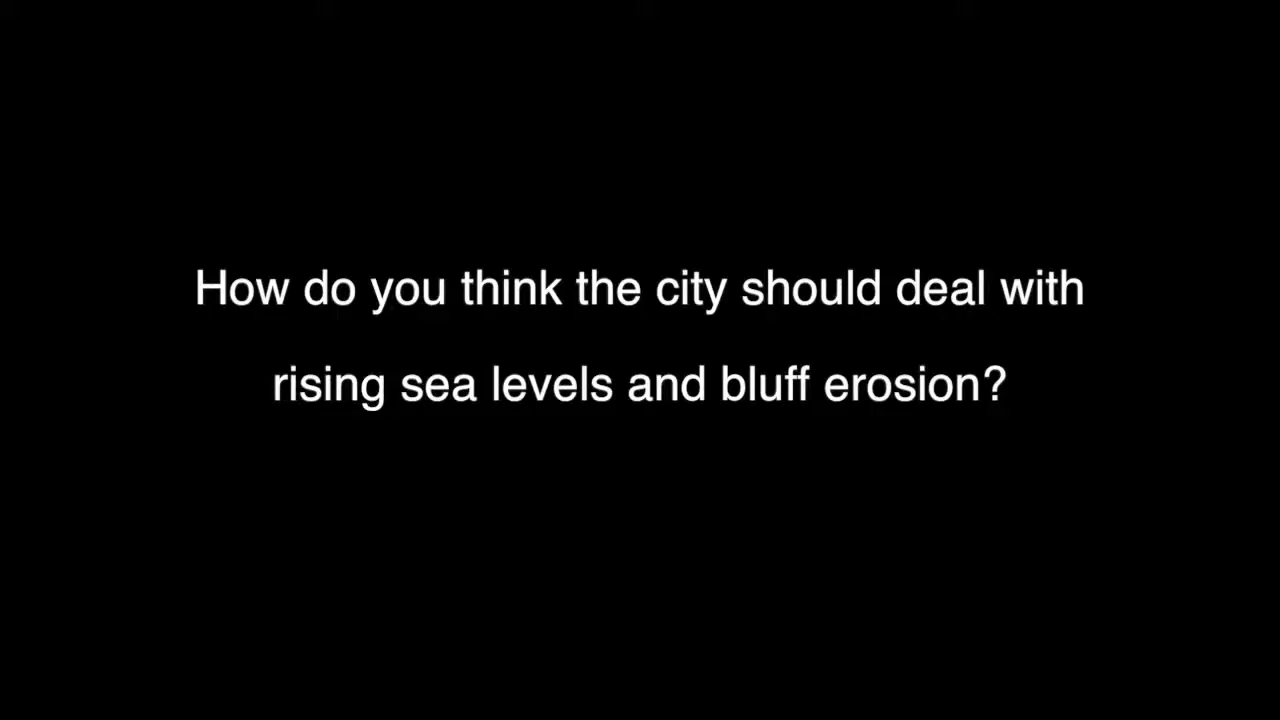 How do you think the city should deal with
rising sea levels and bluff erosion?